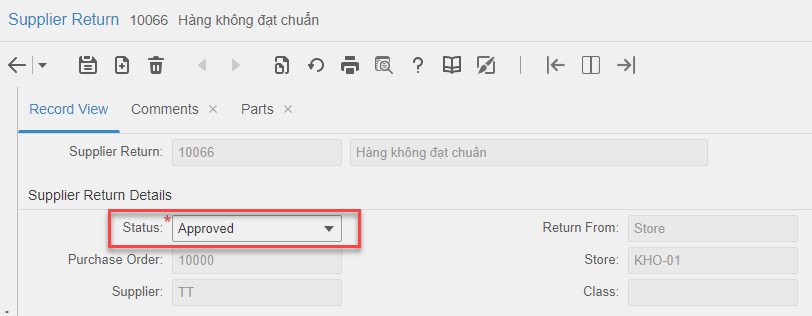 Supplier Return 10066 Hàng không đạt chuẩn
Record View Comments × Parts ×
Supplier Return: 10066 Hàng không đạt chuẩn
Supplier Return Details
Status: * Approved Return From: Store
Purchase Order: 10000 Store: KHO-01
Supplier: TT Class: